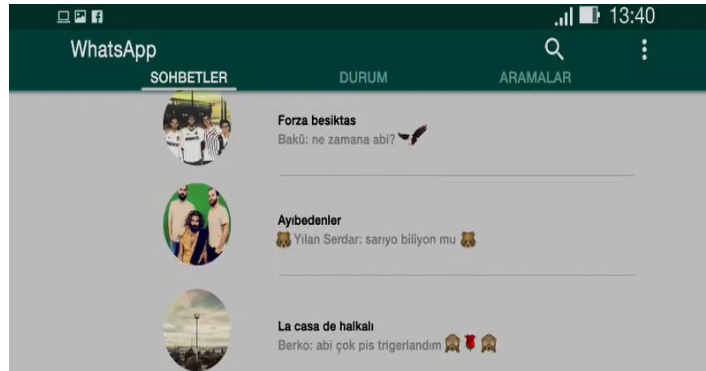 13:40
WhatsApp
SOHBETLER DURUM ARAMALAR
Forza besiktas
Bakü: ne zamana abi? 🦅
Ayıbedenler
🐻 Yılan Serdar: sarıyo biliyon mu 🐻
La casa de halkalı
Berko: abi çok pis trigerlandım 🙈🌹🙈